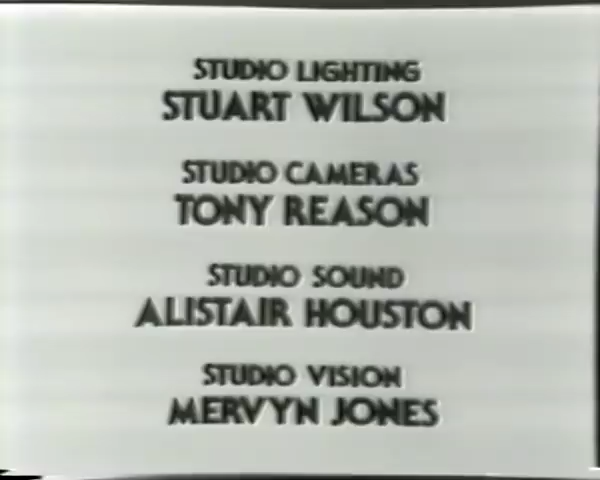 STUDIO LIGHTING
STUART WILSON
STUDIO CAMERAS
TONY REASON
STUDIO SOUND
ALISTAIR HOUSTON
STUDIO VISION
MERVYN JONES